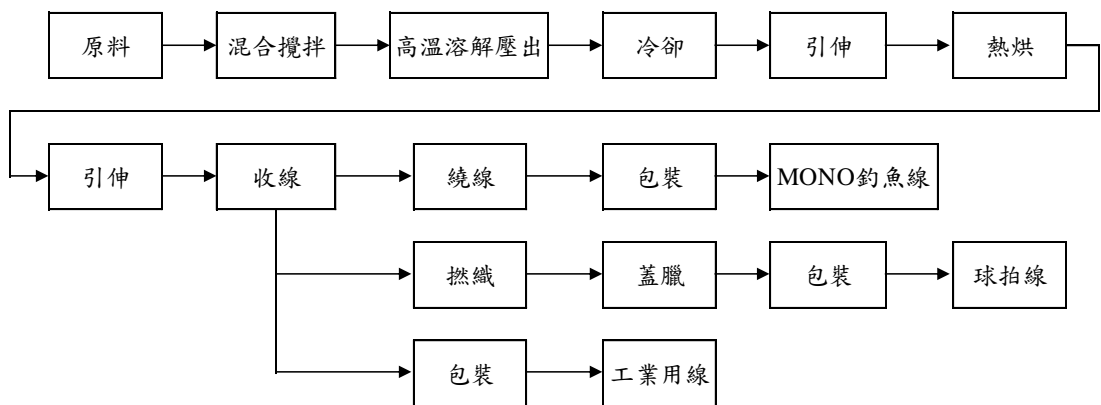 原料
混合攪拌
高溫溶解壓出
冷卻
引伸
熱烘
引伸
收線
繞線
包裝
MONO釣魚線
撚織
蓋臘
包裝
球拍線
包裝
工業用線